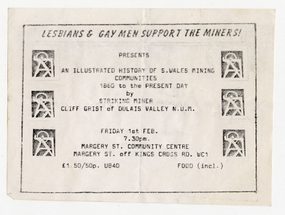 LESBIANS & GAY MEN SUPPORT THE MINERS!
PRESENTS
AN ILLUSTRATED HISTORY OF S.WALES MINING
COMMUNITIES
1860 to the PRESENT DAY
by
STRIKING MINER
CLIFF GRIST of DULAIS VALLEY N.U.M.
FRIDAY 1st FEB.
7.30pm.
MARGERY ST. COMMUNITY CENTRE
MARGERY ST. off KINGS CROSS RD. WC1
£1.50/50p. UB40 FOOD (incl.)